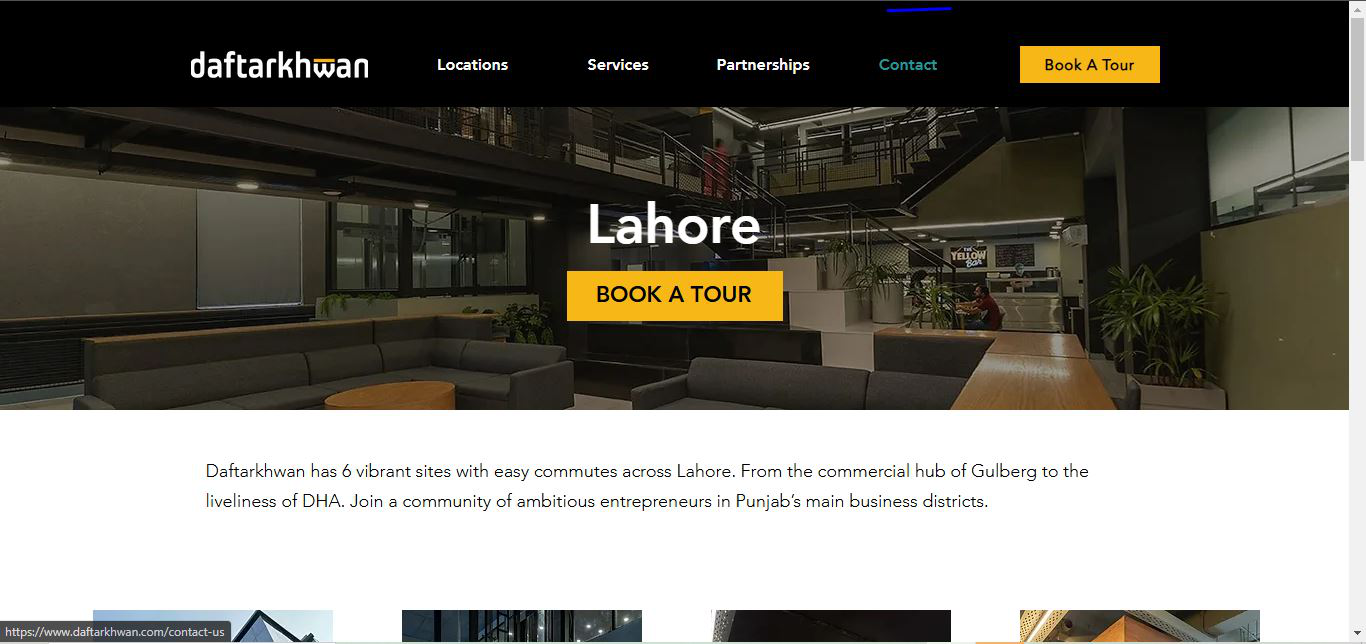 daftarkhwan
Locations
Services
Partnerships
Contact
Book A Tour
Lahore
THE
YELLOW
Bar
BOOK A TOUR
Daftarkhwan has 6 vibrant sites with easy commutes across Lahore. From the commercial hub of Gulberg to the
liveliness of DHA. Join a community of ambitious entrepreneurs in Punjab’s main business districts.
https://www.daftarkhwan.com/contact-us